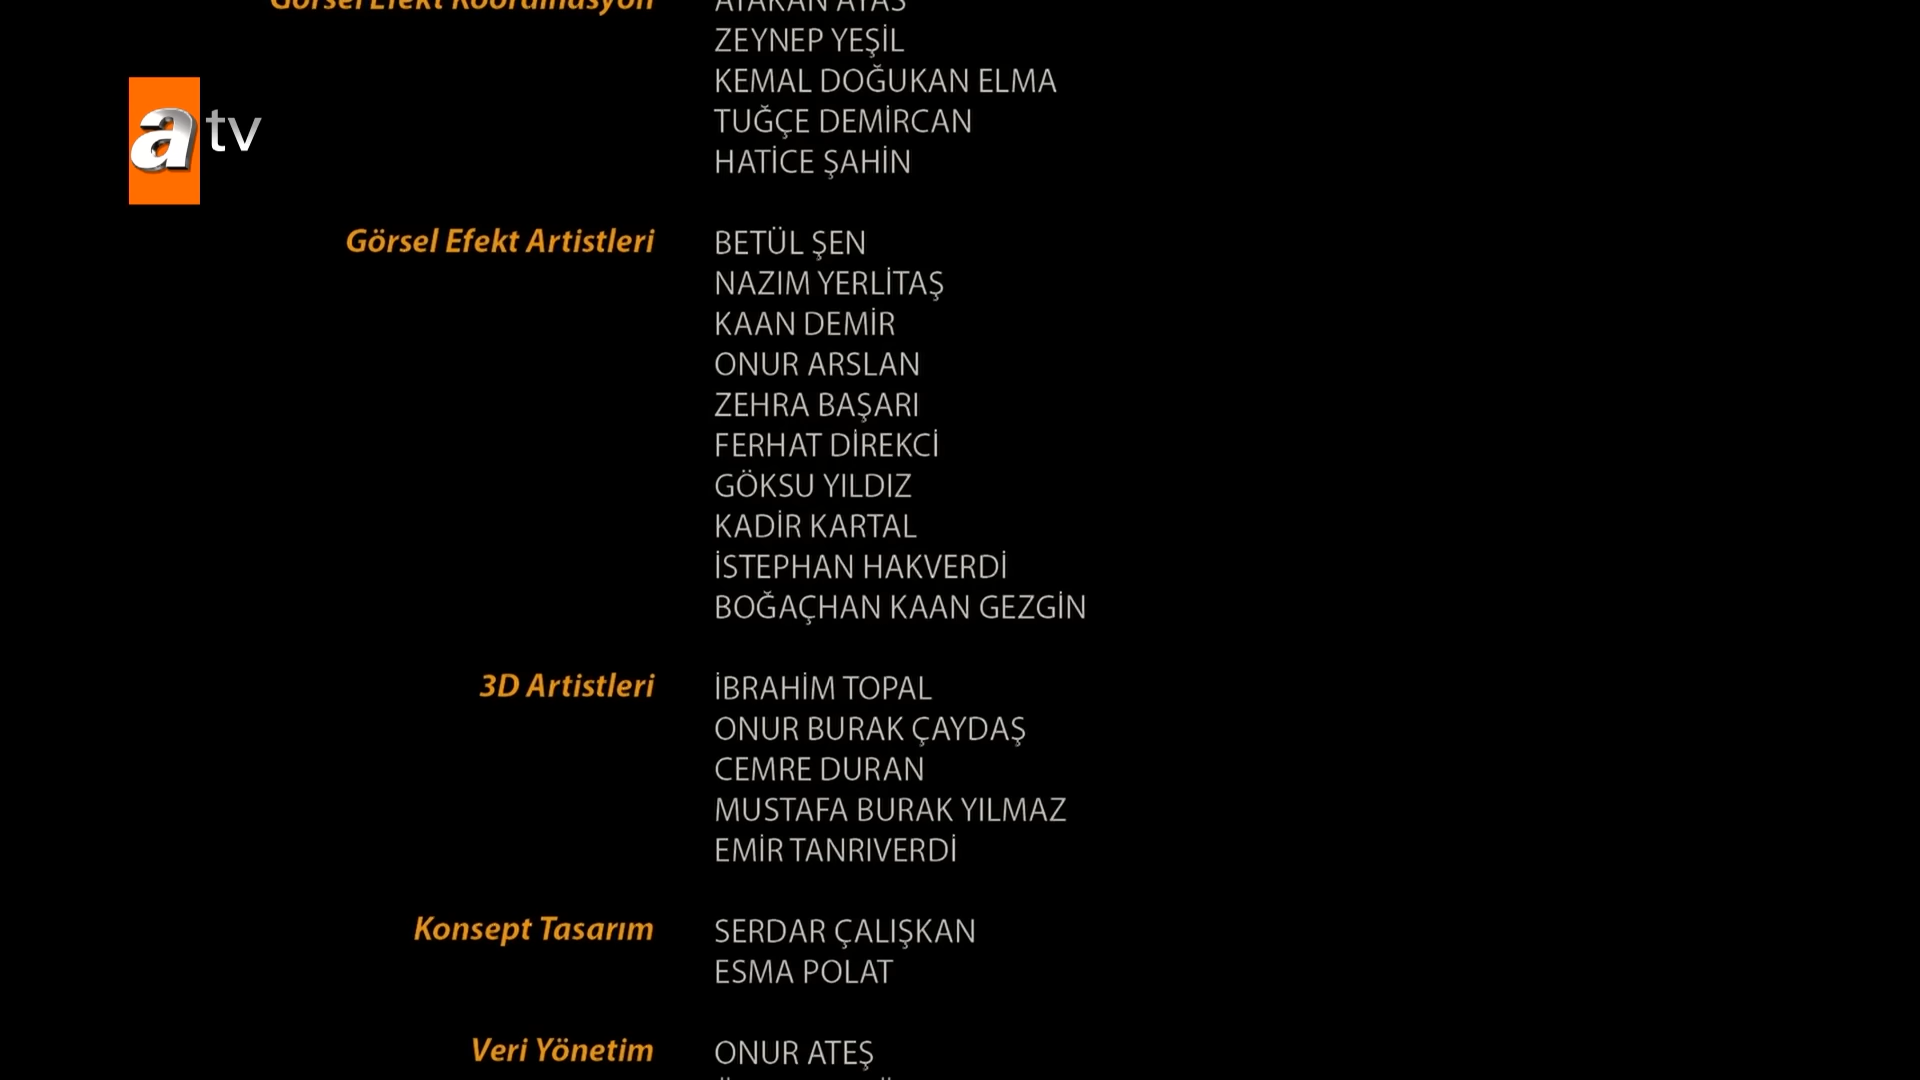 Görsel Efekt Koordinasyon
ZEYNEP YEŞİL
KEMAL DOĞUKAN ELMA
TUĞÇE DEMİRCAN
HATİCE ŞAHİN
atv
Görsel Efekt Artistleri BETÜL ŞEN
NAZIM YERLİTAŞ
KAAN DEMİR
ONUR ARSLAN
ZEHRA BAŞARI
FERHAT DİREKCİ
GÖKSU YILDIZ
KADİR KARTAL
İSTEPHAN HAKVERDİ
BOĞAÇHAN KAAN GEZGİN
3D Artistleri İBRAHİM TOPAL
ONUR BURAK ÇAYDAŞ
CEMRE DURAN
MUSTAFA BURAK YILMAZ
EMİR TANRIVERDİ
Konsept Tasarım SERDAR ÇALIŞKAN
ESMA POLAT
Veri Yönetim ONUR ATEŞ